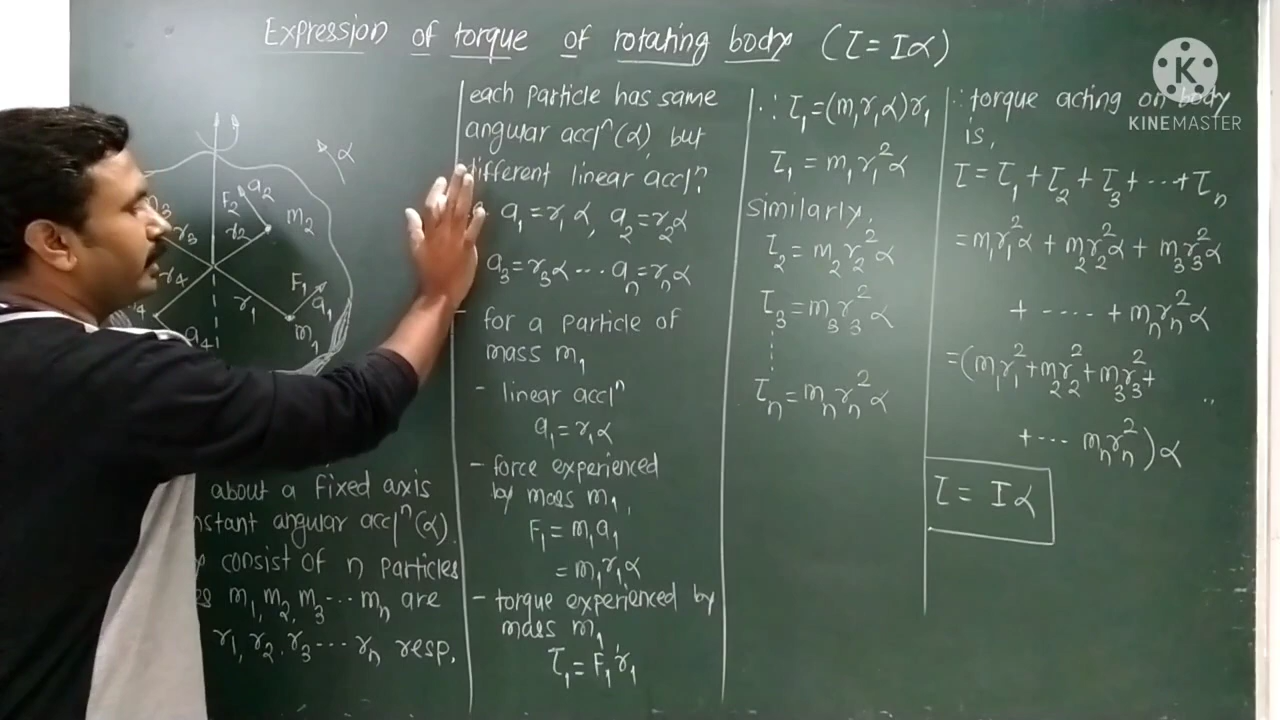 Expression of torque of rotating body (τ = Iα)
K
KINEMASTER
α
F₂ a₂
m₂
r₃ r₂
r₄
r₁ F₁ a₁
a₄ m₁
about a fixed axis
angular acclⁿ(α).
consist of n particles
m₁, m₂, m₃ ... mₙ are
r₁, r₂, r₃ ... rₙ resp.
each particle has same
angular acclⁿ(α), but
different linear acclⁿ.
a₁ = r₁α, a₂ = r₂α
a₃ = r₃α ... aₙ = rₙα
- for a particle of
mass m₁
- linear acclⁿ
a₁ = r₁α
- force experienced
by mass m₁,
F₁ = m₁a₁
= m₁r₁α
- torque experienced by
mass m₁,
τ₁ = F₁r₁
∴ τ₁ = (m₁r₁α)r₁
τ₁ = m₁r₁²α
similarly,
τ₂ = m₂r₂²α
τ₃ = m₃r₃²α
τₙ = mₙrₙ²α
∴ torque acting on body
is,
τ = τ₁ + τ₂ + τ₃ + ... + τₙ
= m₁r₁²α + m₂r₂²α + m₃r₃²α
+ .... + mₙrₙ²α
= (m₁r₁² + m₂r₂² + m₃r₃² +
+ ... mₙrₙ²)α
τ = Iα